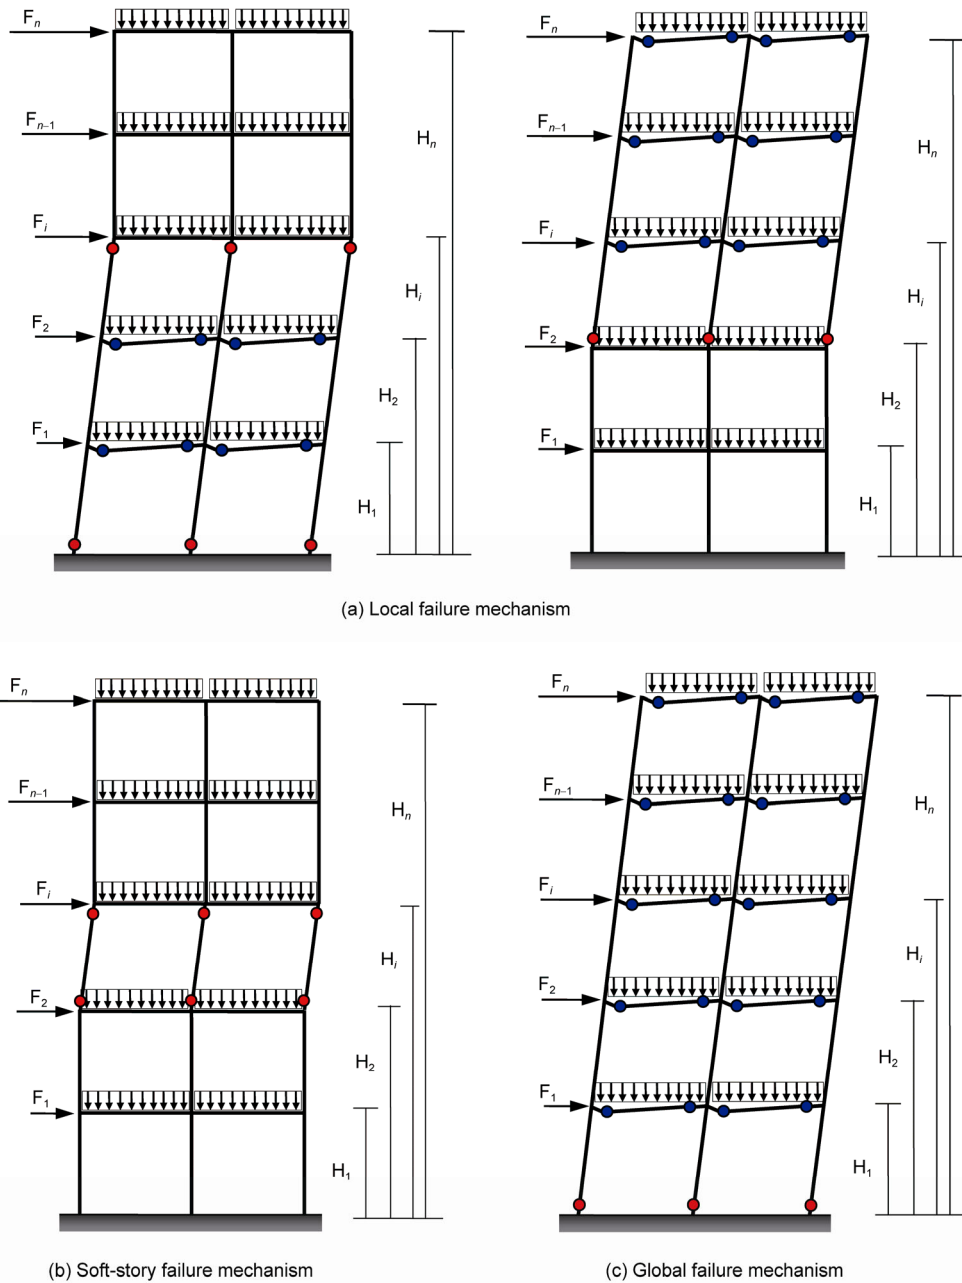 Fn
Fn
Fn−1
Fn−1
Hn
Hn
Fi
Fi
Hi
Hi
F2
F2
H2
H2
F1
F1
H1
H1
(a) Local failure mechanism
Fn
Fn
Fn−1
Fn−1
Hn
Hn
Fi
Fi
Hi
Hi
F2
F2
H2
H2
F1
F1
H1
H1
(b) Soft-story failure mechanism
(c) Global failure mechanism